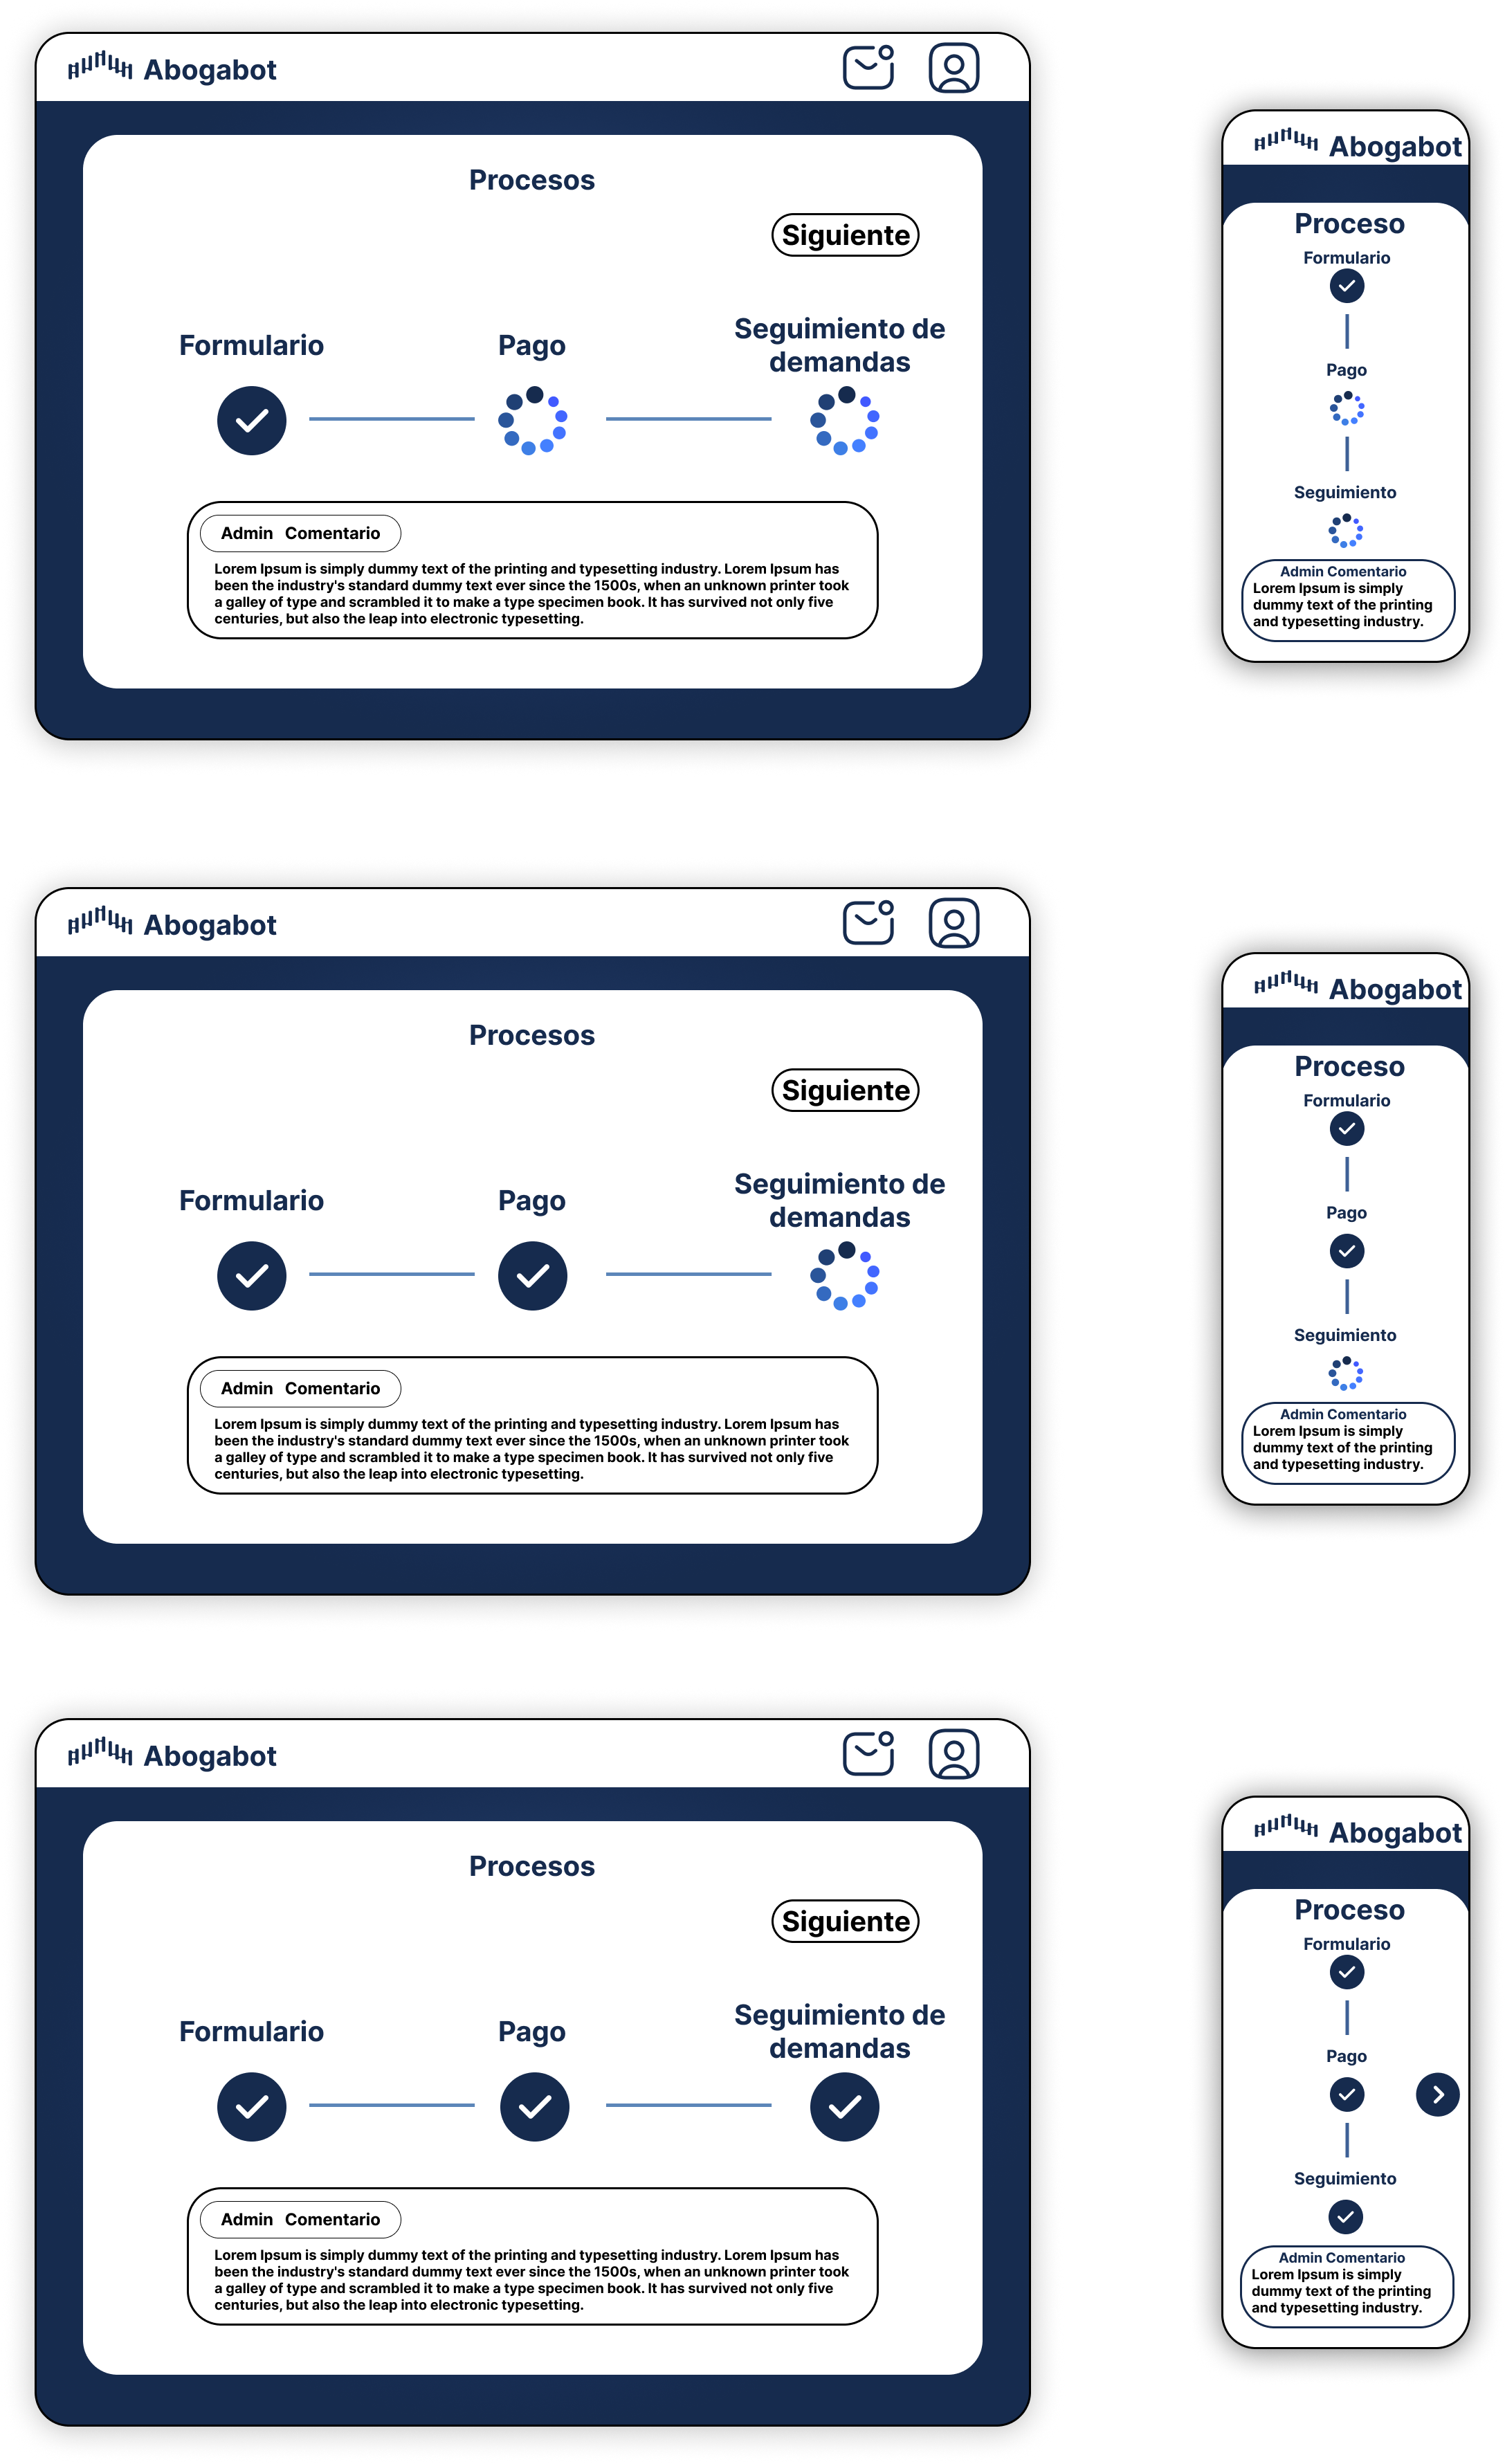 Abogabot
Procesos
Siguiente
Formulario
Pago
Seguimiento de
demandas
Admin Comentario
Lorem Ipsum is simply dummy text of the printing and typesetting industry. Lorem Ipsum has
been the industry's standard dummy text ever since the 1500s, when an unknown printer took
a galley of type and scrambled it to make a type specimen book. It has survived not only five
centuries, but also the leap into electronic typesetting.
Abogabot
Proceso
Formulario
Pago
Seguimiento
Admin Comentario
Lorem Ipsum is simply
dummy text of the printing
and typesetting industry.
Abogabot
Procesos
Siguiente
Formulario
Pago
Seguimiento de
demandas
Admin Comentario
Lorem Ipsum is simply dummy text of the printing and typesetting industry. Lorem Ipsum has
been the industry's standard dummy text ever since the 1500s, when an unknown printer took
a galley of type and scrambled it to make a type specimen book. It has survived not only five
centuries, but also the leap into electronic typesetting.
Abogabot
Proceso
Formulario
Pago
Seguimiento
Admin Comentario
Lorem Ipsum is simply
dummy text of the printing
and typesetting industry.
Abogabot
Procesos
Siguiente
Formulario
Pago
Seguimiento de
demandas
Admin Comentario
Lorem Ipsum is simply dummy text of the printing and typesetting industry. Lorem Ipsum has
been the industry's standard dummy text ever since the 1500s, when an unknown printer took
a galley of type and scrambled it to make a type specimen book. It has survived not only five
centuries, but also the leap into electronic typesetting.
Abogabot
Proceso
Formulario
Pago
Seguimiento
Admin Comentario
Lorem Ipsum is simply
dummy text of the printing
and typesetting industry.